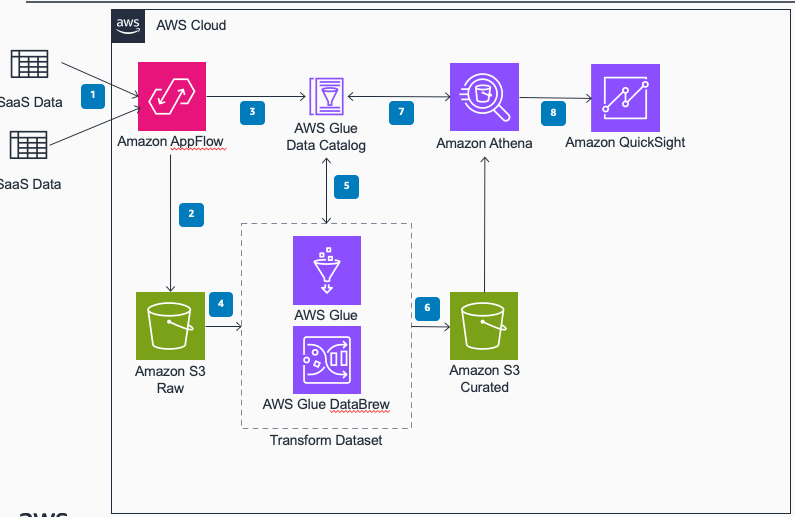 aws
AWS Cloud
SaaS Data
1
3
7
8
Amazon AppFlow
AWS Glue
Data Catalog
Amazon Athena
Amazon QuickSight
SaaS Data
5
2
4
6
AWS Glue
Amazon S3
Raw
Amazon S3
Curated
AWS Glue DataBrew
Transform Dataset
aws